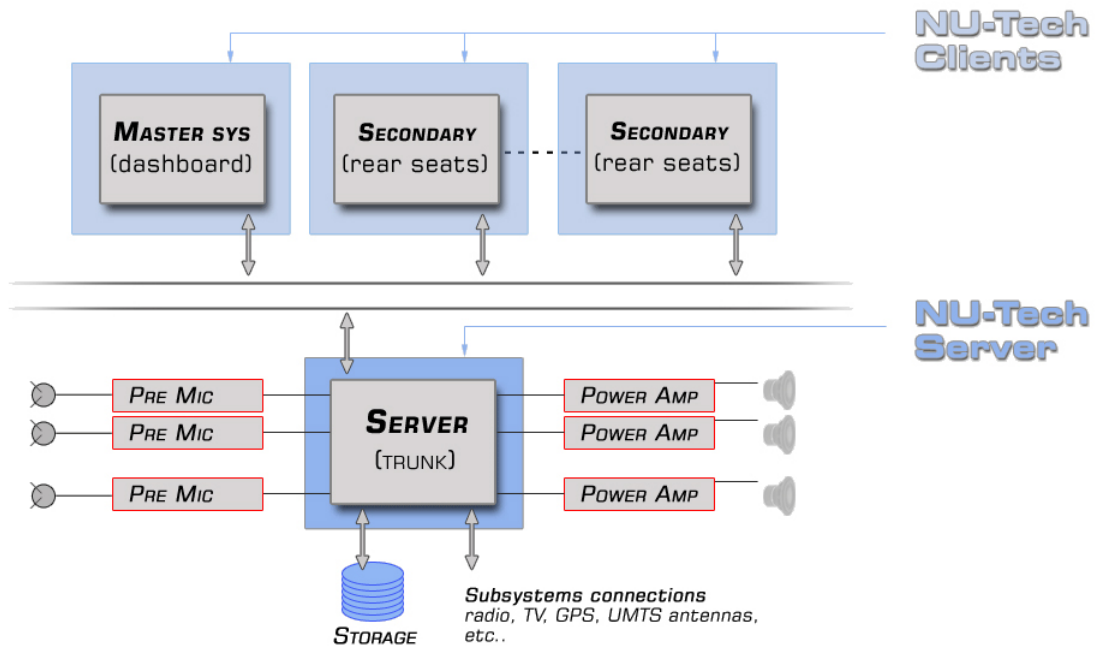 NU-Tech
Clients
MASTER SYS
(dashboard)
SECONDARY
(rear seats)
SECONDARY
(rear seats)
NU-Tech
Server
PRE MIC
PRE MIC
PRE MIC
SERVER
(TRUNK)
POWER AMP
POWER AMP
POWER AMP
STORAGE
Subsystems connections
radio, TV, GPS, UMTS antennas,
etc..